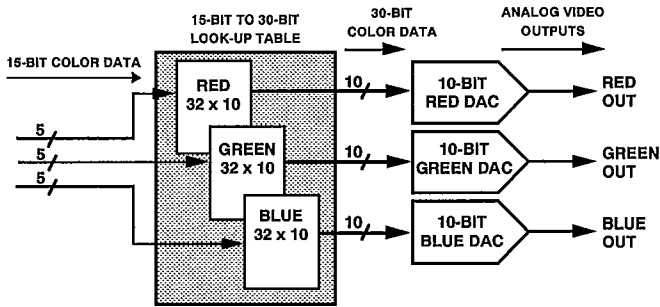 15-BIT TO 30-BIT
LOOK-UP TABLE
30-BIT
COLOR DATA
ANALOG VIDEO
OUTPUTS
15-BIT COLOR DATA
RED
32 x 10
10
10-BIT
RED DAC
RED
OUT
5
5
5
GREEN
32 x 10
10
10-BIT
GREEN DAC
GREEN
OUT
BLUE
32 x 10
10
10-BIT
BLUE DAC
BLUE
OUT